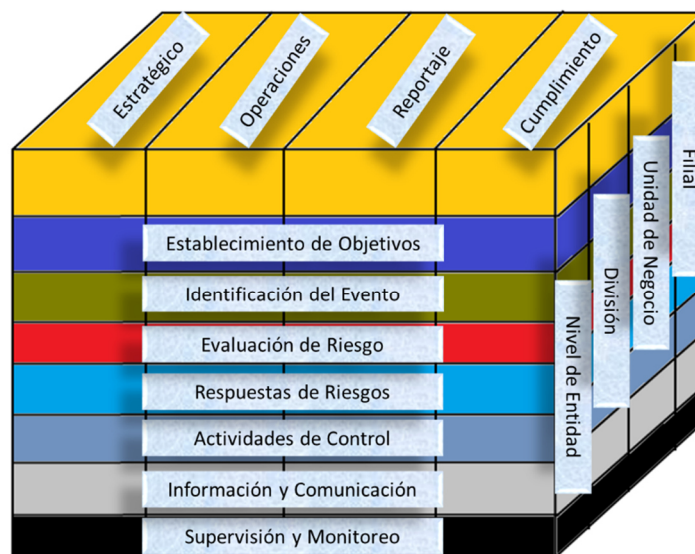 Estratégico
Operaciones
Reportaje
Cumplimiento
Establecimiento de Objetivos
Identificación del Evento
Evaluación de Riesgo
Respuestas de Riesgos
Actividades de Control
Información y Comunicación
Supervisión y Monitoreo
Nivel de Entidad
División
Unidad de Negocio
Filial